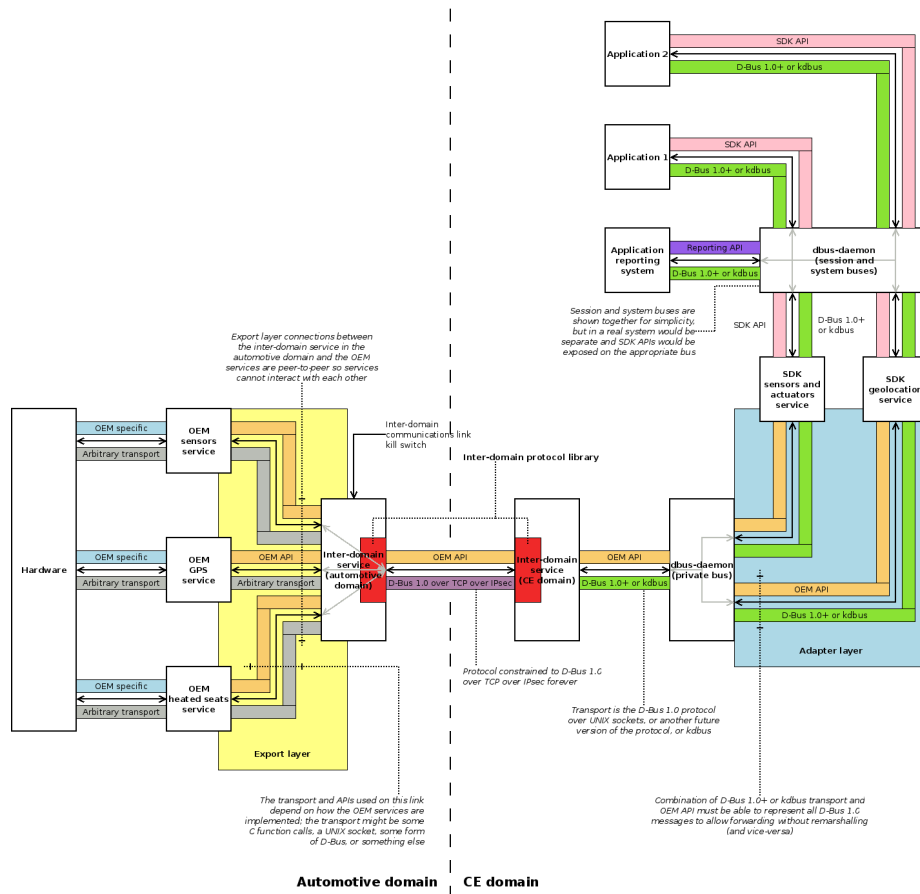 SDK API
Application 2
D-Bus 1.0+ or kdbus
SDK API
Application 1
D-Bus 1.0+ or kdbus
Application
reporting
system
Reporting API
D-Bus 1.0+ or kdbus
dbus-daemon
(session and
system buses)
Session and system buses are
shown together for simplicity,
but in a real system would be
separate and SDK APIs would be
exposed on the appropriate bus
SDK API
D-Bus 1.0+
or kdbus
Export layer connections between
the inter-domain service in the
automotive domain and the OEM
services are peer-to-peer so services
cannot interact with each other
SDK
sensors and
actuators
service
SDK
geolocation
service
OEM specific
Arbitrary transport
OEM
sensors
service
Inter-domain
communications link
kill switch
Inter-domain protocol library
Hardware
OEM specific
Arbitrary transport
OEM
GPS
service
OEM API
Arbitrary transport
Inter-domain
service
(automotive
domain)
OEM API
D-Bus 1.0 over TCP over IPsec
Inter-domain
service
(CE domain)
OEM API
D-Bus 1.0+ or kdbus
dbus-daemon
(private bus)
OEM API
D-Bus 1.0+ or kdbus
Adapter layer
OEM specific
Arbitrary transport
OEM
heated seats
service
Export layer
Protocol constrained to D-Bus 1.0
over TCP over IPsec forever
Transport is the D-Bus 1.0 protocol
over UNIX sockets, or another future
version of the protocol, or kdbus
The transport and APIs used on this link
depend on how the OEM services are
implemented; the transport might be some
C function calls, a UNIX socket, some form
of D-Bus, or something else
Combination of D-Bus 1.0+ or kdbus transport and
OEM API must be able to represent all D-Bus 1.0
messages to allow forwarding without remarshalling
(and vice-versa)
Automotive domain
CE domain